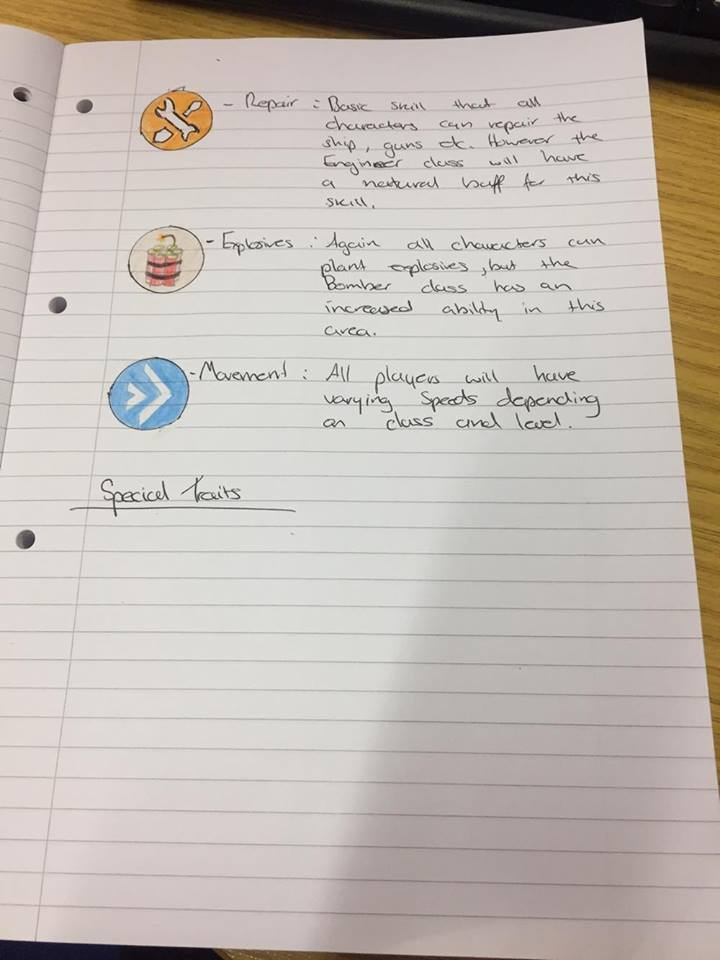 - Repair : Basic skill that all
characters can repair the
ship, guns etc. However the
Engineer class will have
a natural buff for this
skill.
- Explosives : Again all characters can
plant explosives, but the
Bomber class has an
increased ability in this
area.
- Movement : All players will have
varying speeds depending
on class and level.
Special traits